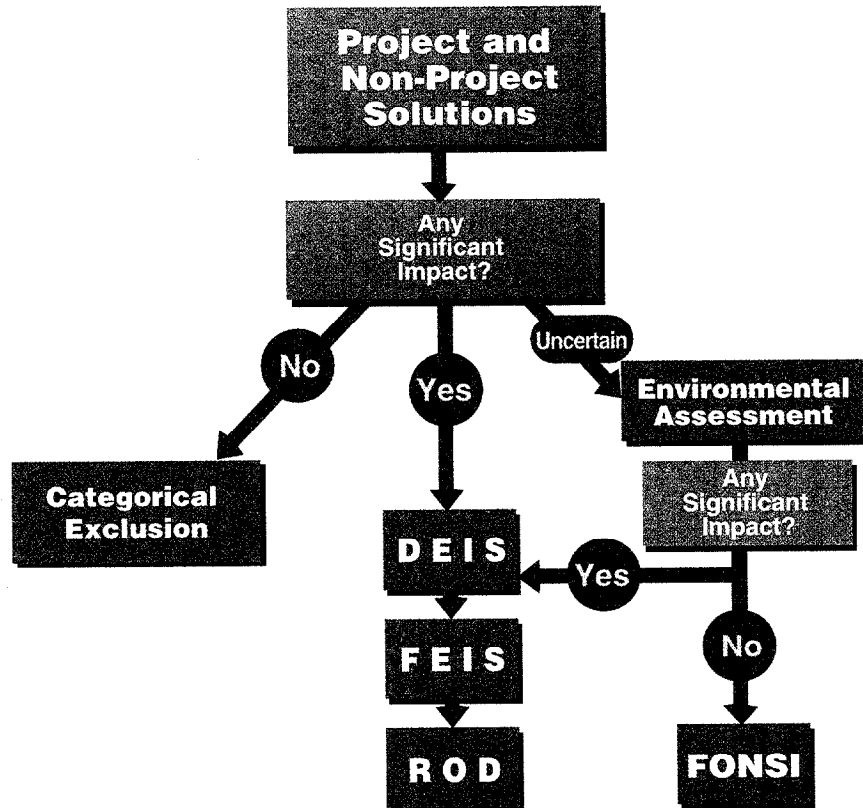 Project and
Non-Project
Solutions
Any
Significant
Impact?
No
Yes
Uncertain
Environmental
Assessment
Categorical
Exclusion
Any
Significant
Impact?
DEIS
Yes
No
FEIS
ROD
FONSI